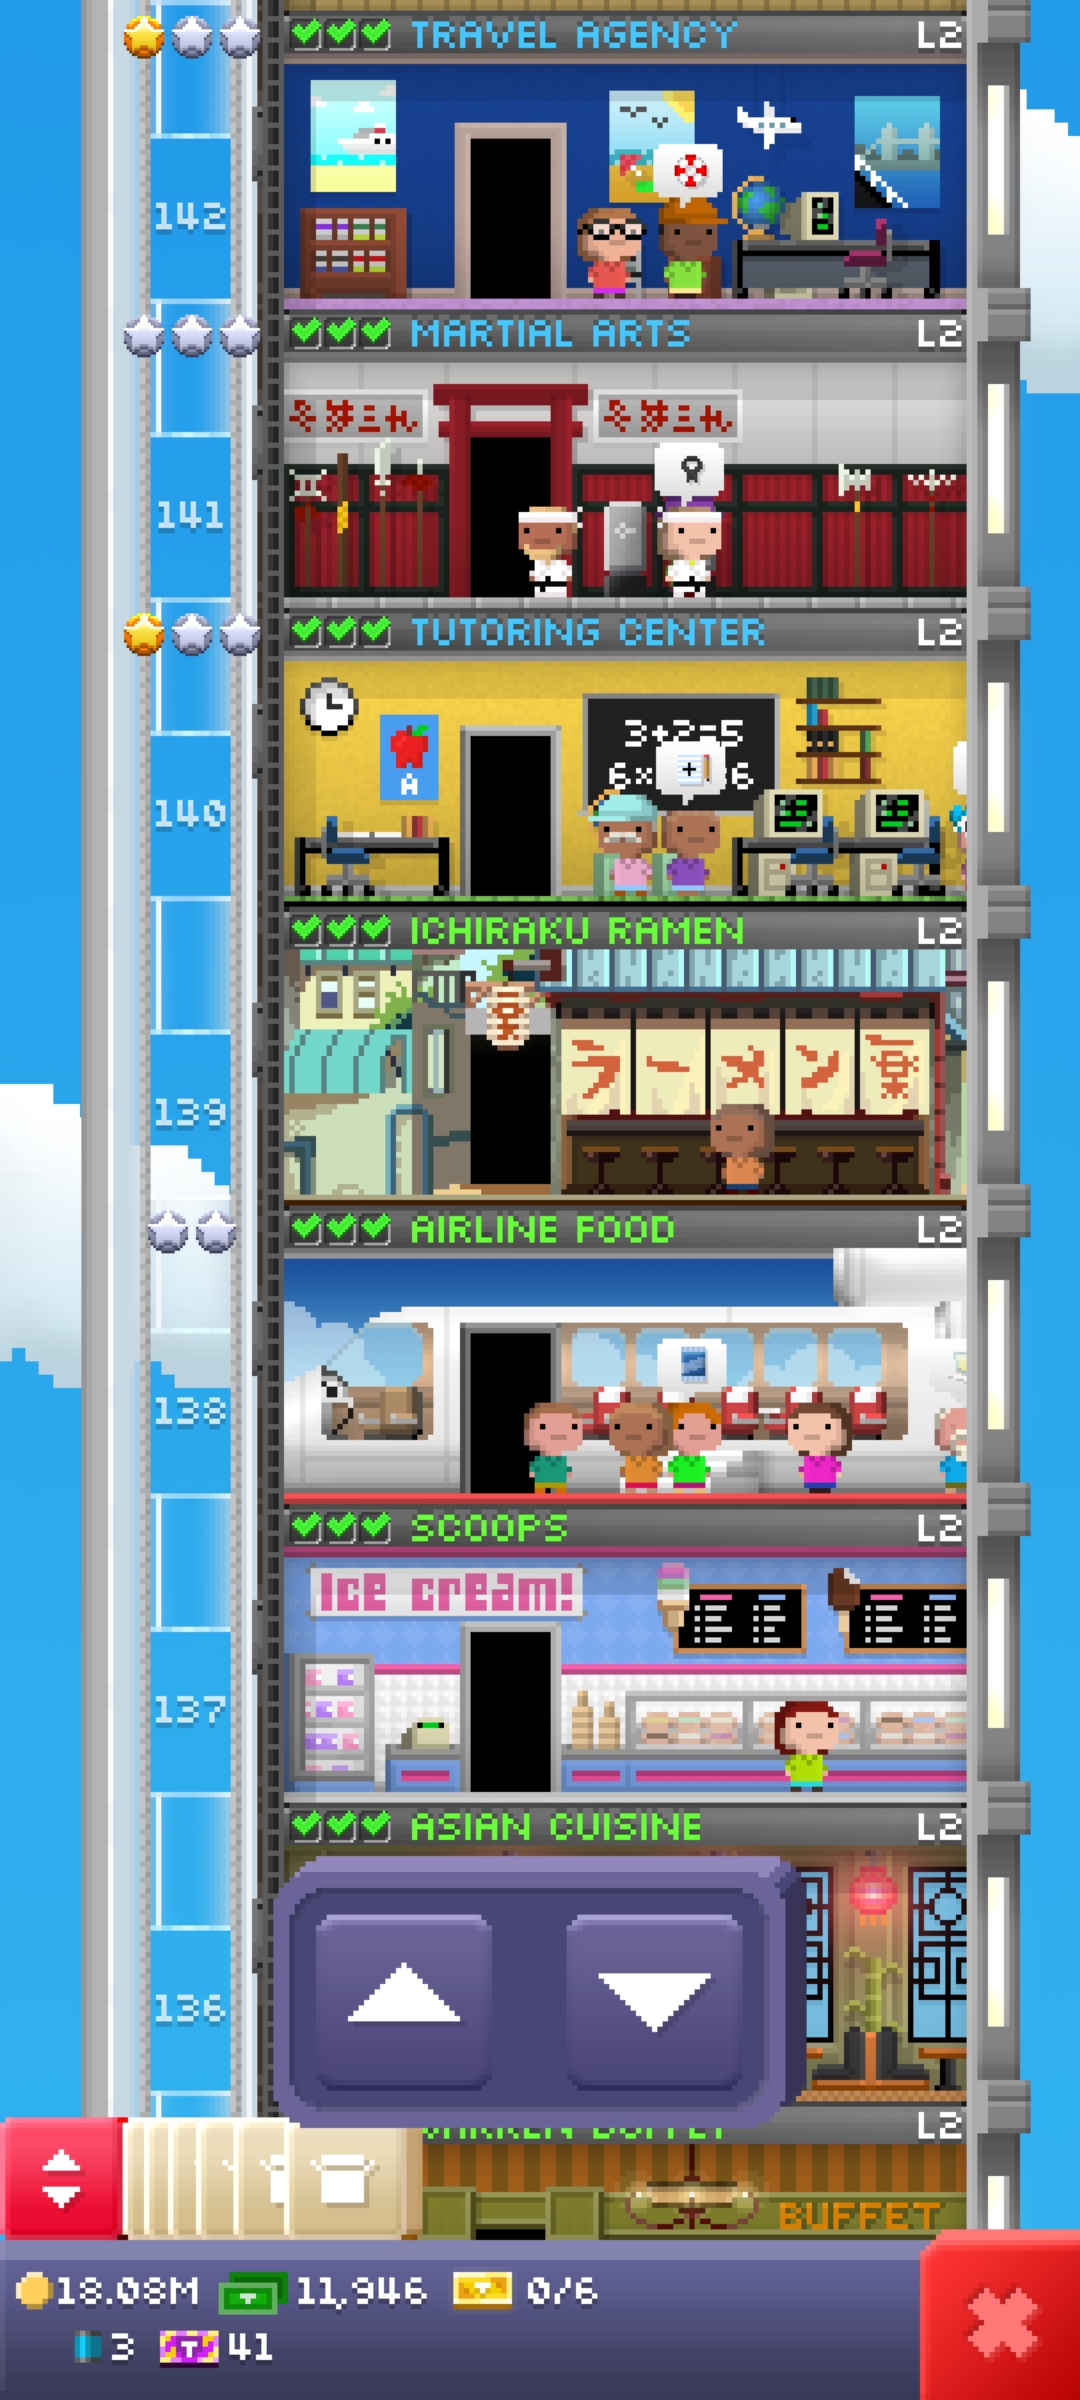 TRAVEL AGENCY L2
142
MARTIAL ARTS L2
141
TUTORING CENTER L2
3+2=5
A
140
ICHIRAKU RAMEN L2
ラーメン
139
AIRLINE FOOD L2
138
SCOOPS L2
Ice cream!
137
ASIAN CUISINE L2
136
BUFFET L2
BUFFET
18.08M 11,946 0/6
3 T 41